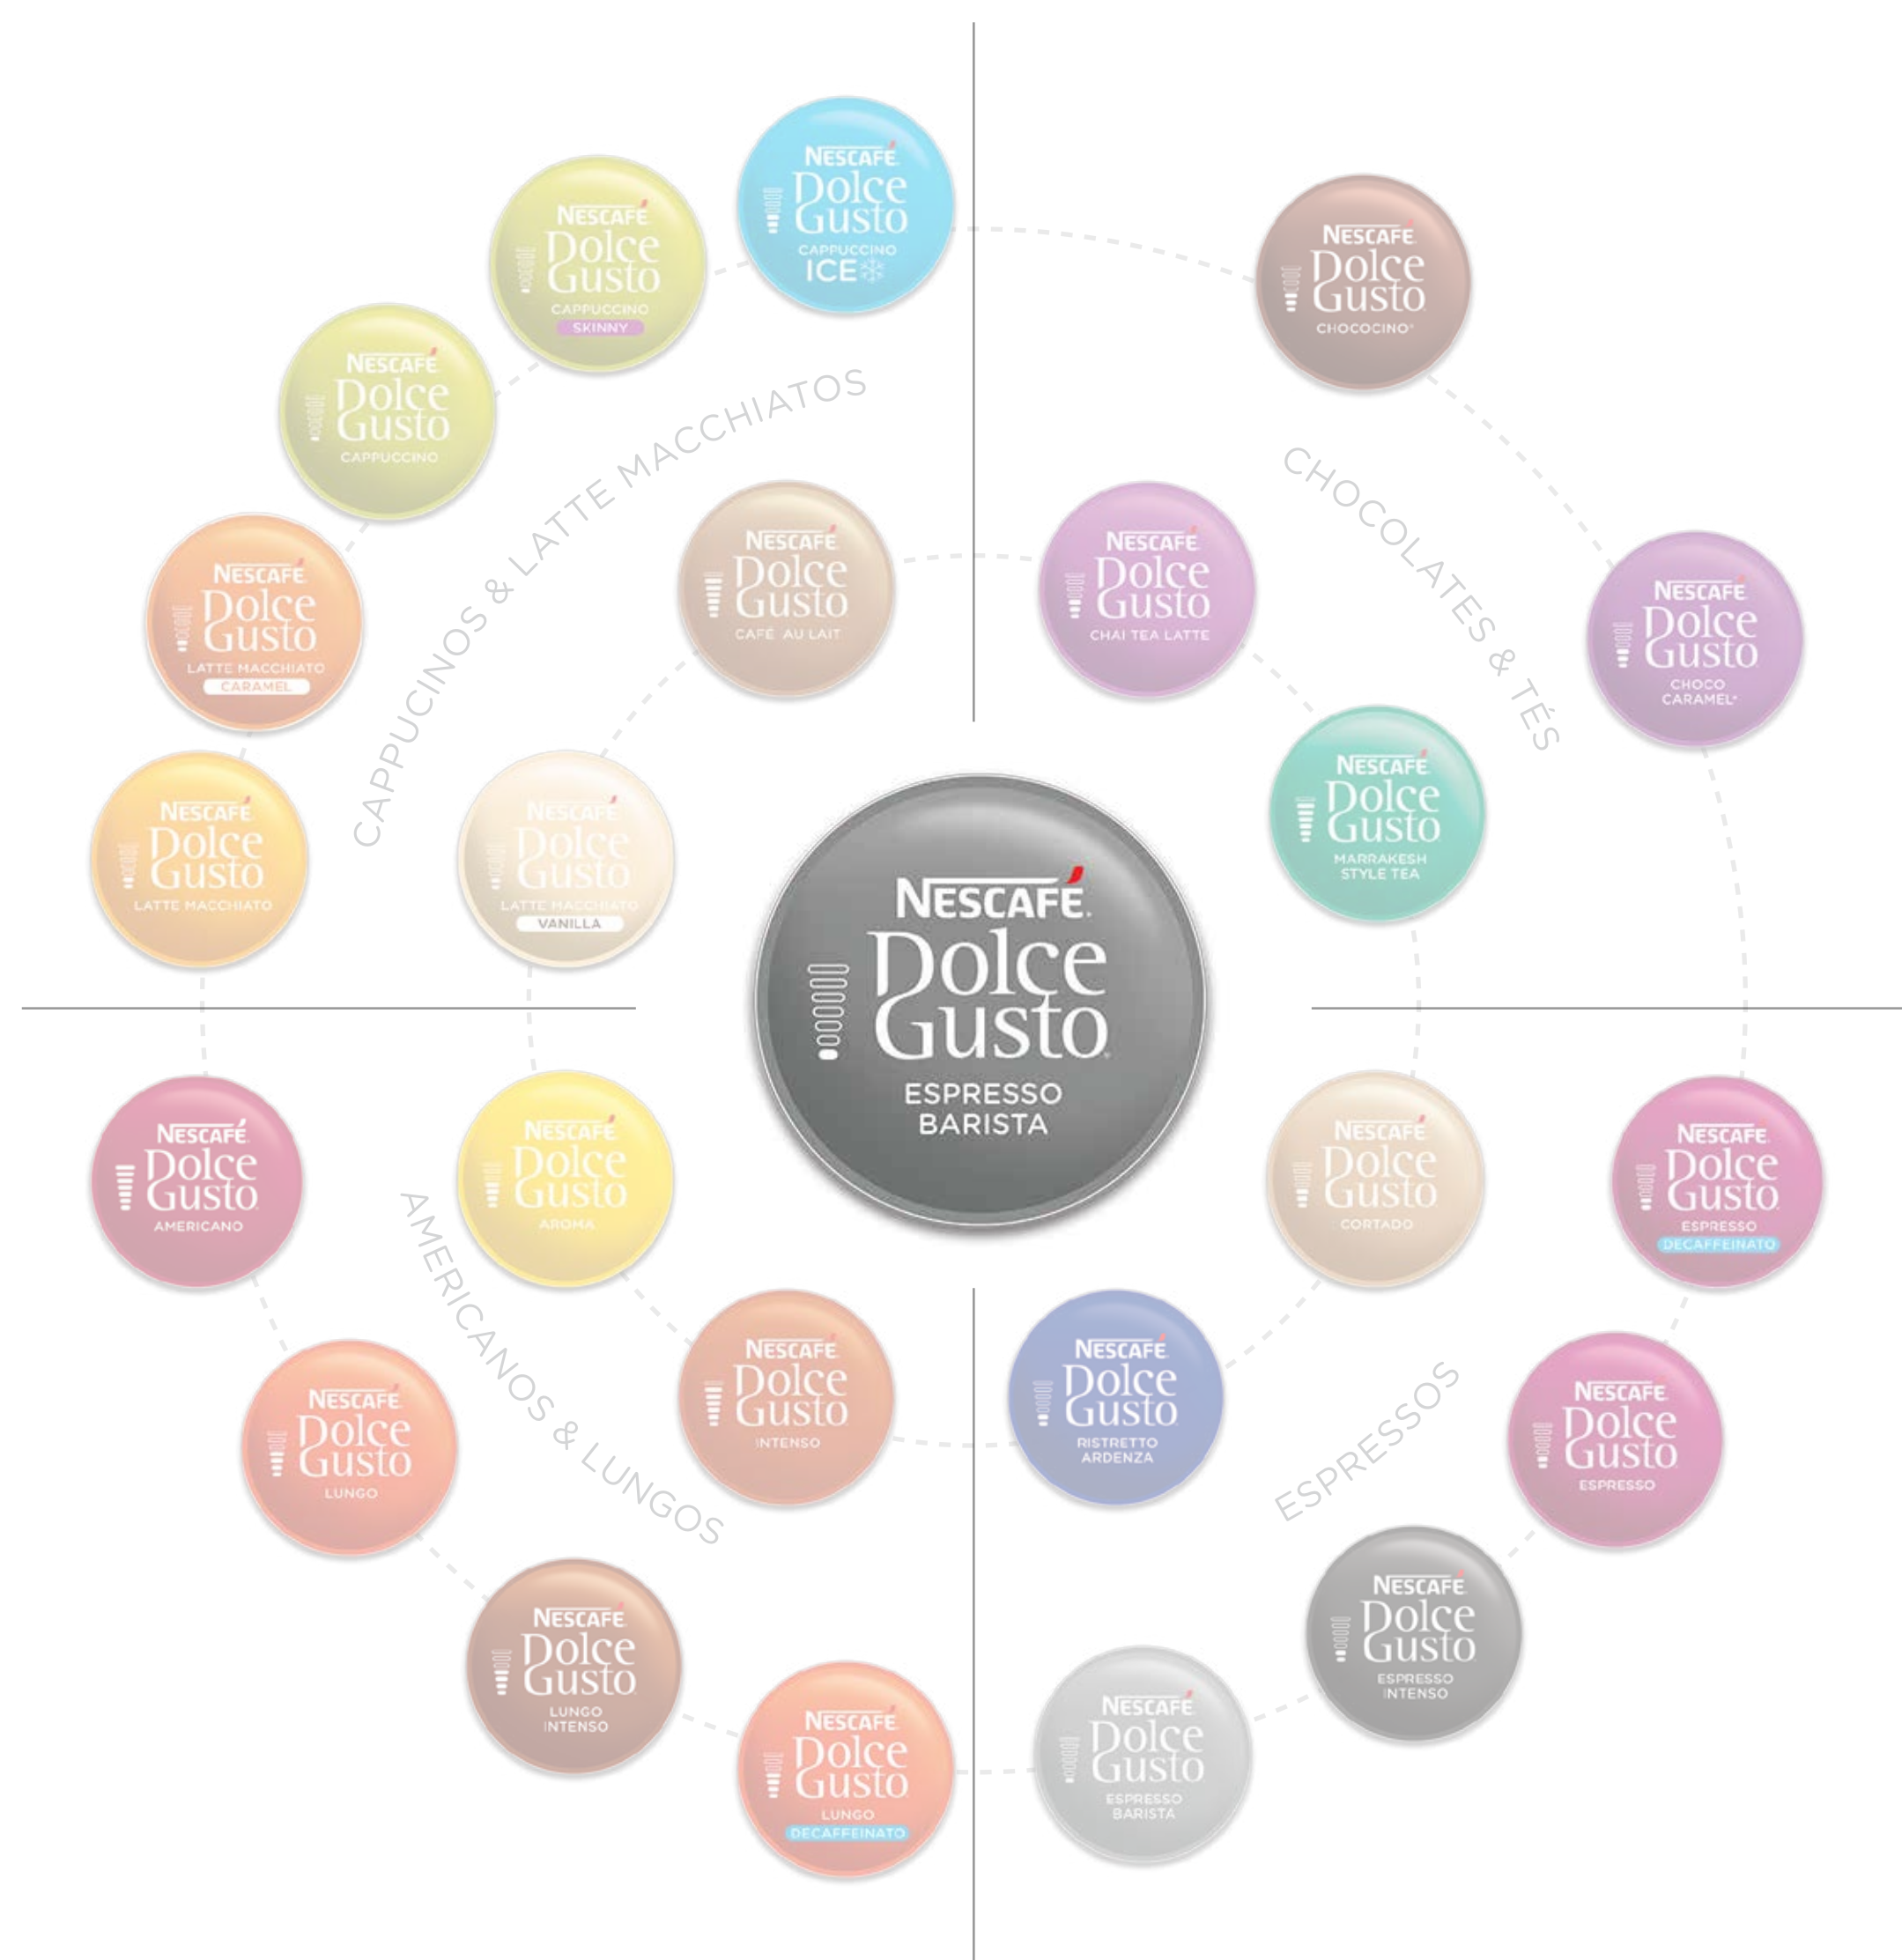 NESCAFÉ
Dolce
Gusto
CAPPUCCINO
ICE
NESCAFÉ
Dolce
Gusto
CAPPUCCINO
SKINNY
NESCAFÉ
Dolce
Gusto
CAPPUCCINO
NESCAFÉ
Dolce
Gusto
LATTE MACCHIATO
CARAMEL
NESCAFÉ
Dolce
Gusto
LATTE MACCHIATO
CAPPUCINOS & LATTE MACCHIATOS
NESCAFÉ
Dolce
Gusto
CAFÉ AU LAIT
NESCAFÉ
Dolce
Gusto
LATTE MACCHIATO
VANILLA
NESCAFÉ
Dolce
Gusto
CHOCOCINO*
NESCAFÉ
Dolce
Gusto
CHOCO
CARAMEL*
CHOCOLATES & TÉS
NESCAFÉ
Dolce
Gusto
CHAI TEA LATTE
NESCAFÉ
Dolce
Gusto
MARRAKESH
STYLE TEA
NESCAFÉ
Dolce
Gusto
ESPRESSO
BARISTA
NESCAFÉ
Dolce
Gusto
AMERICANO
NESCAFÉ
Dolce
Gusto
AROMA
AMERICANOS & LUNGOS
NESCAFÉ
Dolce
Gusto
INTENSO
NESCAFÉ
Dolce
Gusto
LUNGO
NESCAFÉ
Dolce
Gusto
LUNGO
INTENSO
NESCAFÉ
Dolce
Gusto
LUNGO
DECAFFEINATO
NESCAFÉ
Dolce
Gusto
CORTADO
NESCAFÉ
Dolce
Gusto
ESPRESSO
DECAFFEINATO
NESCAFÉ
Dolce
Gusto
RISTRETTO
ARDENZA
ESPRESSOS
NESCAFÉ
Dolce
Gusto
ESPRESSO
NESCAFÉ
Dolce
Gusto
ESPRESSO
INTENSO
NESCAFÉ
Dolce
Gusto
ESPRESSO
BARISTA